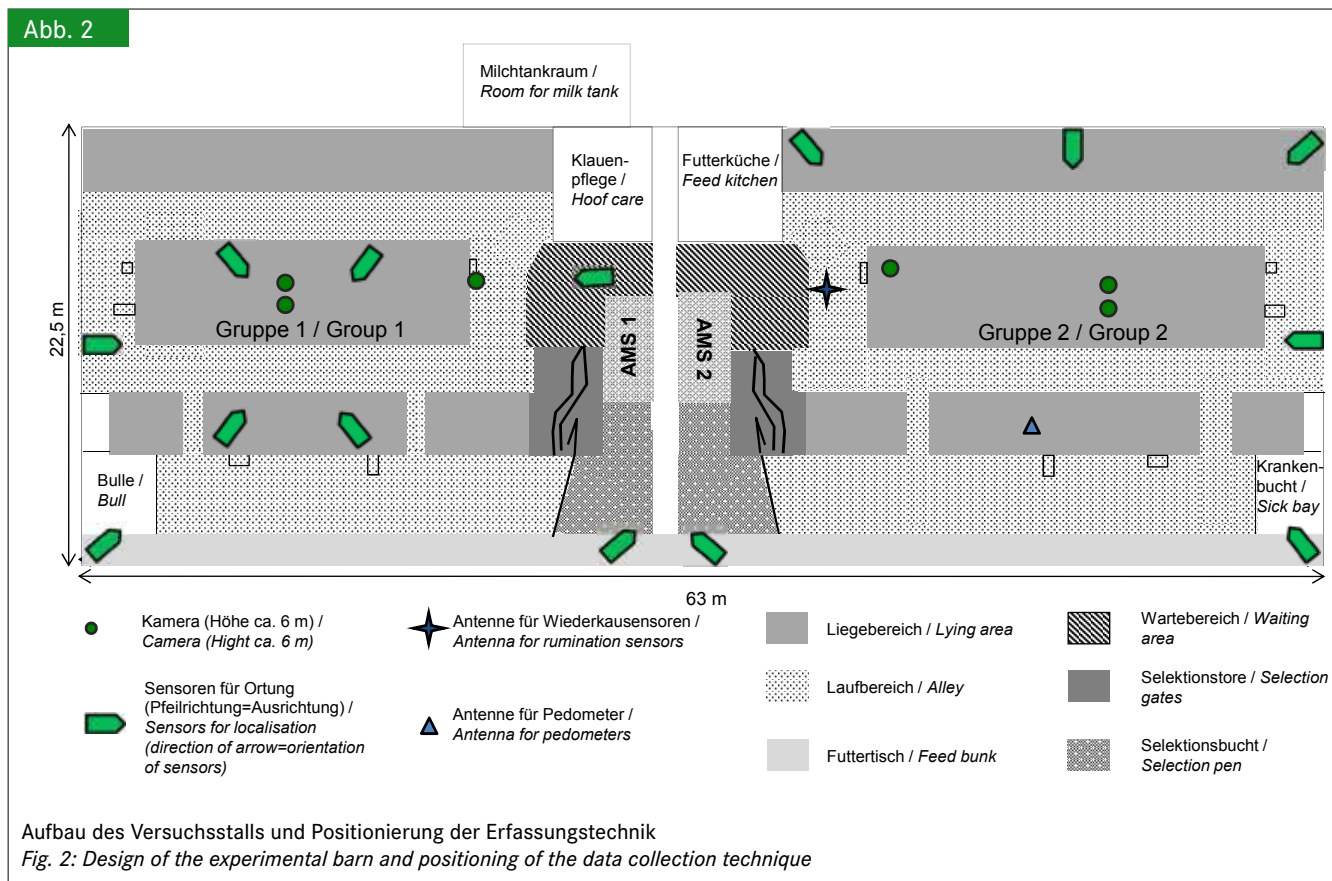 Abb. 2
Milchtankraum /
Room for milk tank
Klauen-
pflege /
Hoof care
Futterküche /
Feed kitchen
22,5 m
Gruppe 1 / Group 1
AMS 1
AMS 2
Gruppe 2 / Group 2
Bulle /
Bull
Kranken-
bucht /
Sick bay
63 m
Kamera (Höhe ca. 6 m) /
Camera (Hight ca. 6 m)
Sensoren für Ortung
(Pfeilrichtung=Ausrichtung) /
Sensors for localisation
(direction of arrow=orientation
of sensors)
Antenne für Wiederkausensoren /
Antenna for rumination sensors
Antenne für Pedometer /
Antenna for pedometers
Liegebereich / Lying area
Laufbereich / Alley
Futtertisch / Feed bunk
Wartebereich / Waiting
area
Selektionstore / Selection
gates
Selektionsbucht /
Selection pen
Aufbau des Versuchsstalls und Positionierung der Erfassungstechnik
Fig. 2: Design of the experimental barn and positioning of the data collection technique